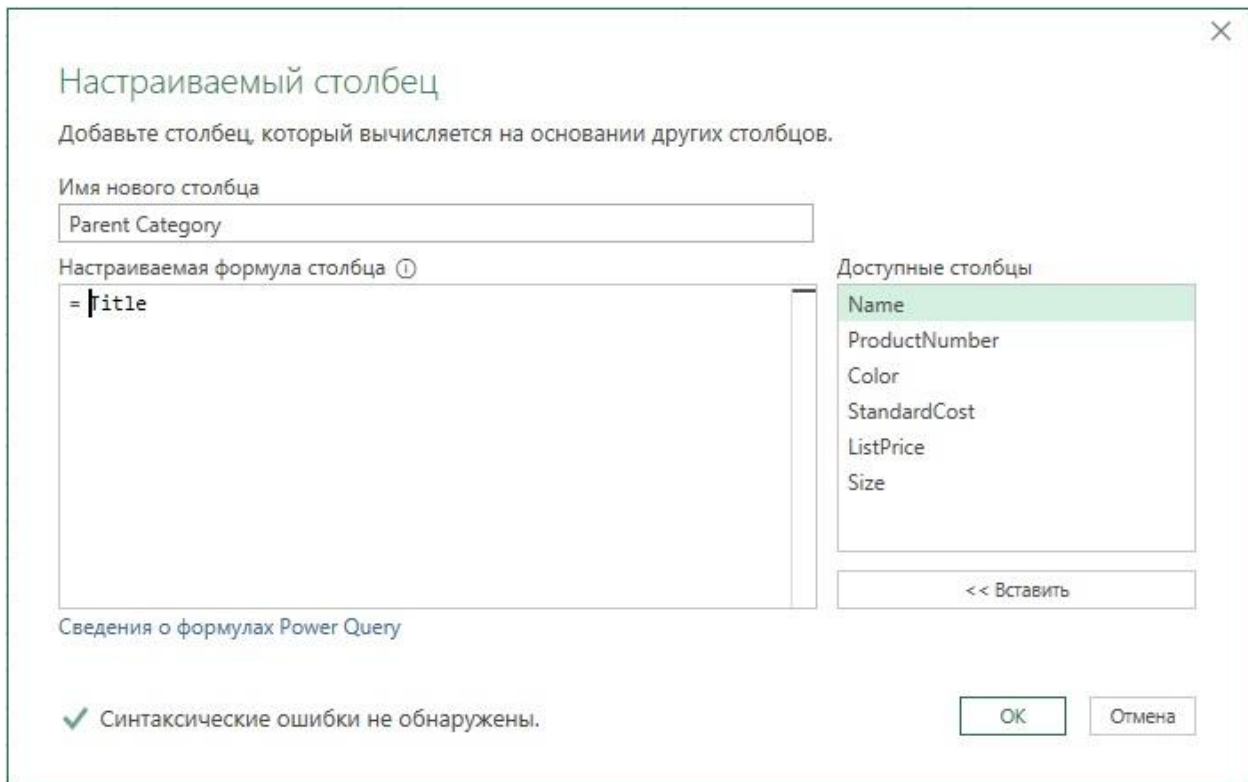 Настраиваемый столбец
Добавьте столбец, который вычисляется на основании других столбцов.
Имя нового столбца
Parent Category
Настраиваемая формула столбца
= Title
Доступные столбцы
Name
ProductNumber
Color
StandardCost
ListPrice
Size
<< Вставить
Сведения о формулах Power Query
Синтаксические ошибки не обнаружены.
OK
Отмена